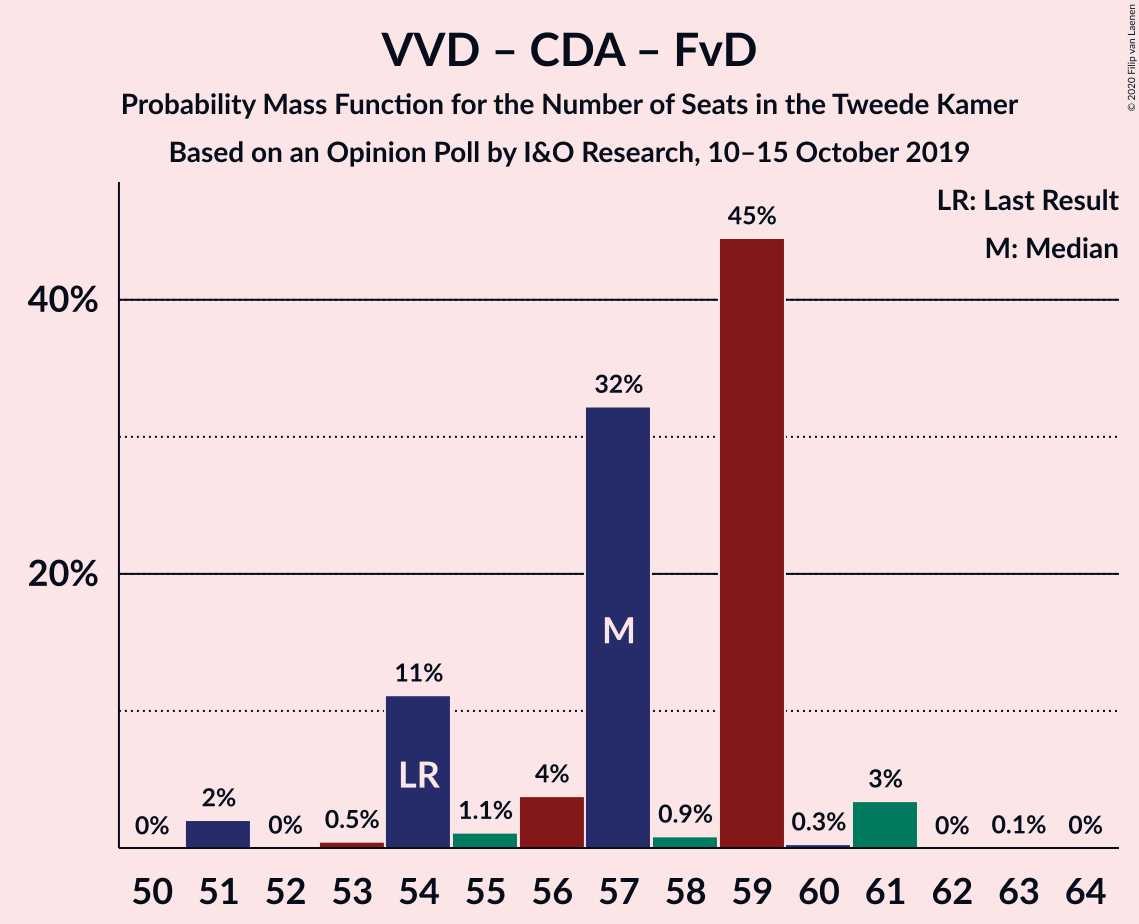 VVD – CDA – FvD
Probability Mass Function for the Number of Seats in the Tweede Kamer
Based on an Opinion Poll by I&O Research, 10–15 October 2019
© 2020 Filip van Laenen
LR: Last Result
M: Median
40%
20%
0%
2%
0%
0.5%
11%
1.1%
4%
32%
0.9%
45%
0.3%
3%
0%
0.1%
0%
LR
M
50 51 52 53 54 55 56 57 58 59 60 61 62 63 64